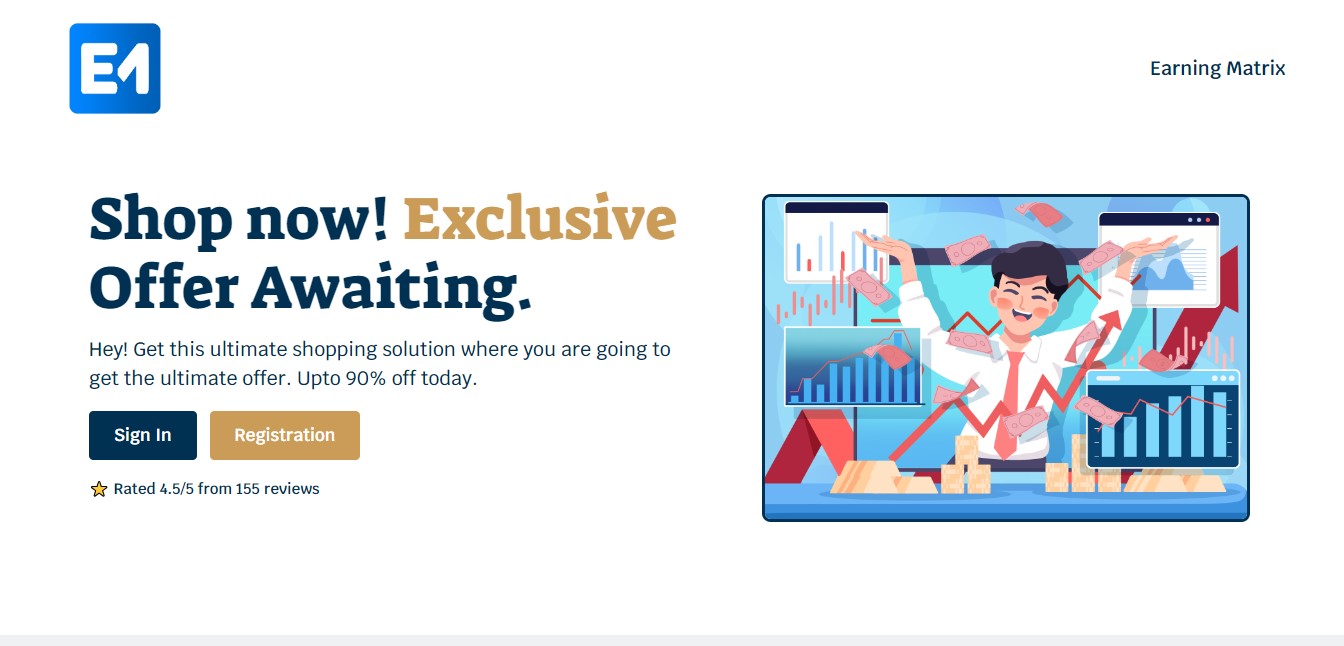 EM
Earning Matrix
Shop now! Exclusive
Offer Awaiting.
Hey! Get this ultimate shopping solution where you are going to
get the ultimate offer. Upto 90% off today.
Sign In Registration
Rated 4.5/5 from 155 reviews